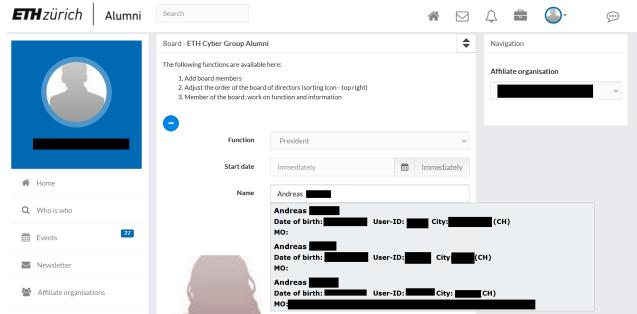 ETH zürich Alumni
Search
Board - ETH Cyber Group Alumni
The following functions are available here:
1. Add board members
2. Adjust the order of the board of directors (sorting icon - top right)
3. Member of the board: work on function and information
Function President
Start date Immediately Immediately
Name Andreas
Andreas
Date of birth: User-ID: City: (CH)
MO:
Andreas
Date of birth: User-ID: City (CH)
MO:
Andreas
Date of birth: User-ID: City: CH)
MO:
Home
Who is who
Events 27
Newsletter
Affiliate organisations
Navigation
Affiliate organisation